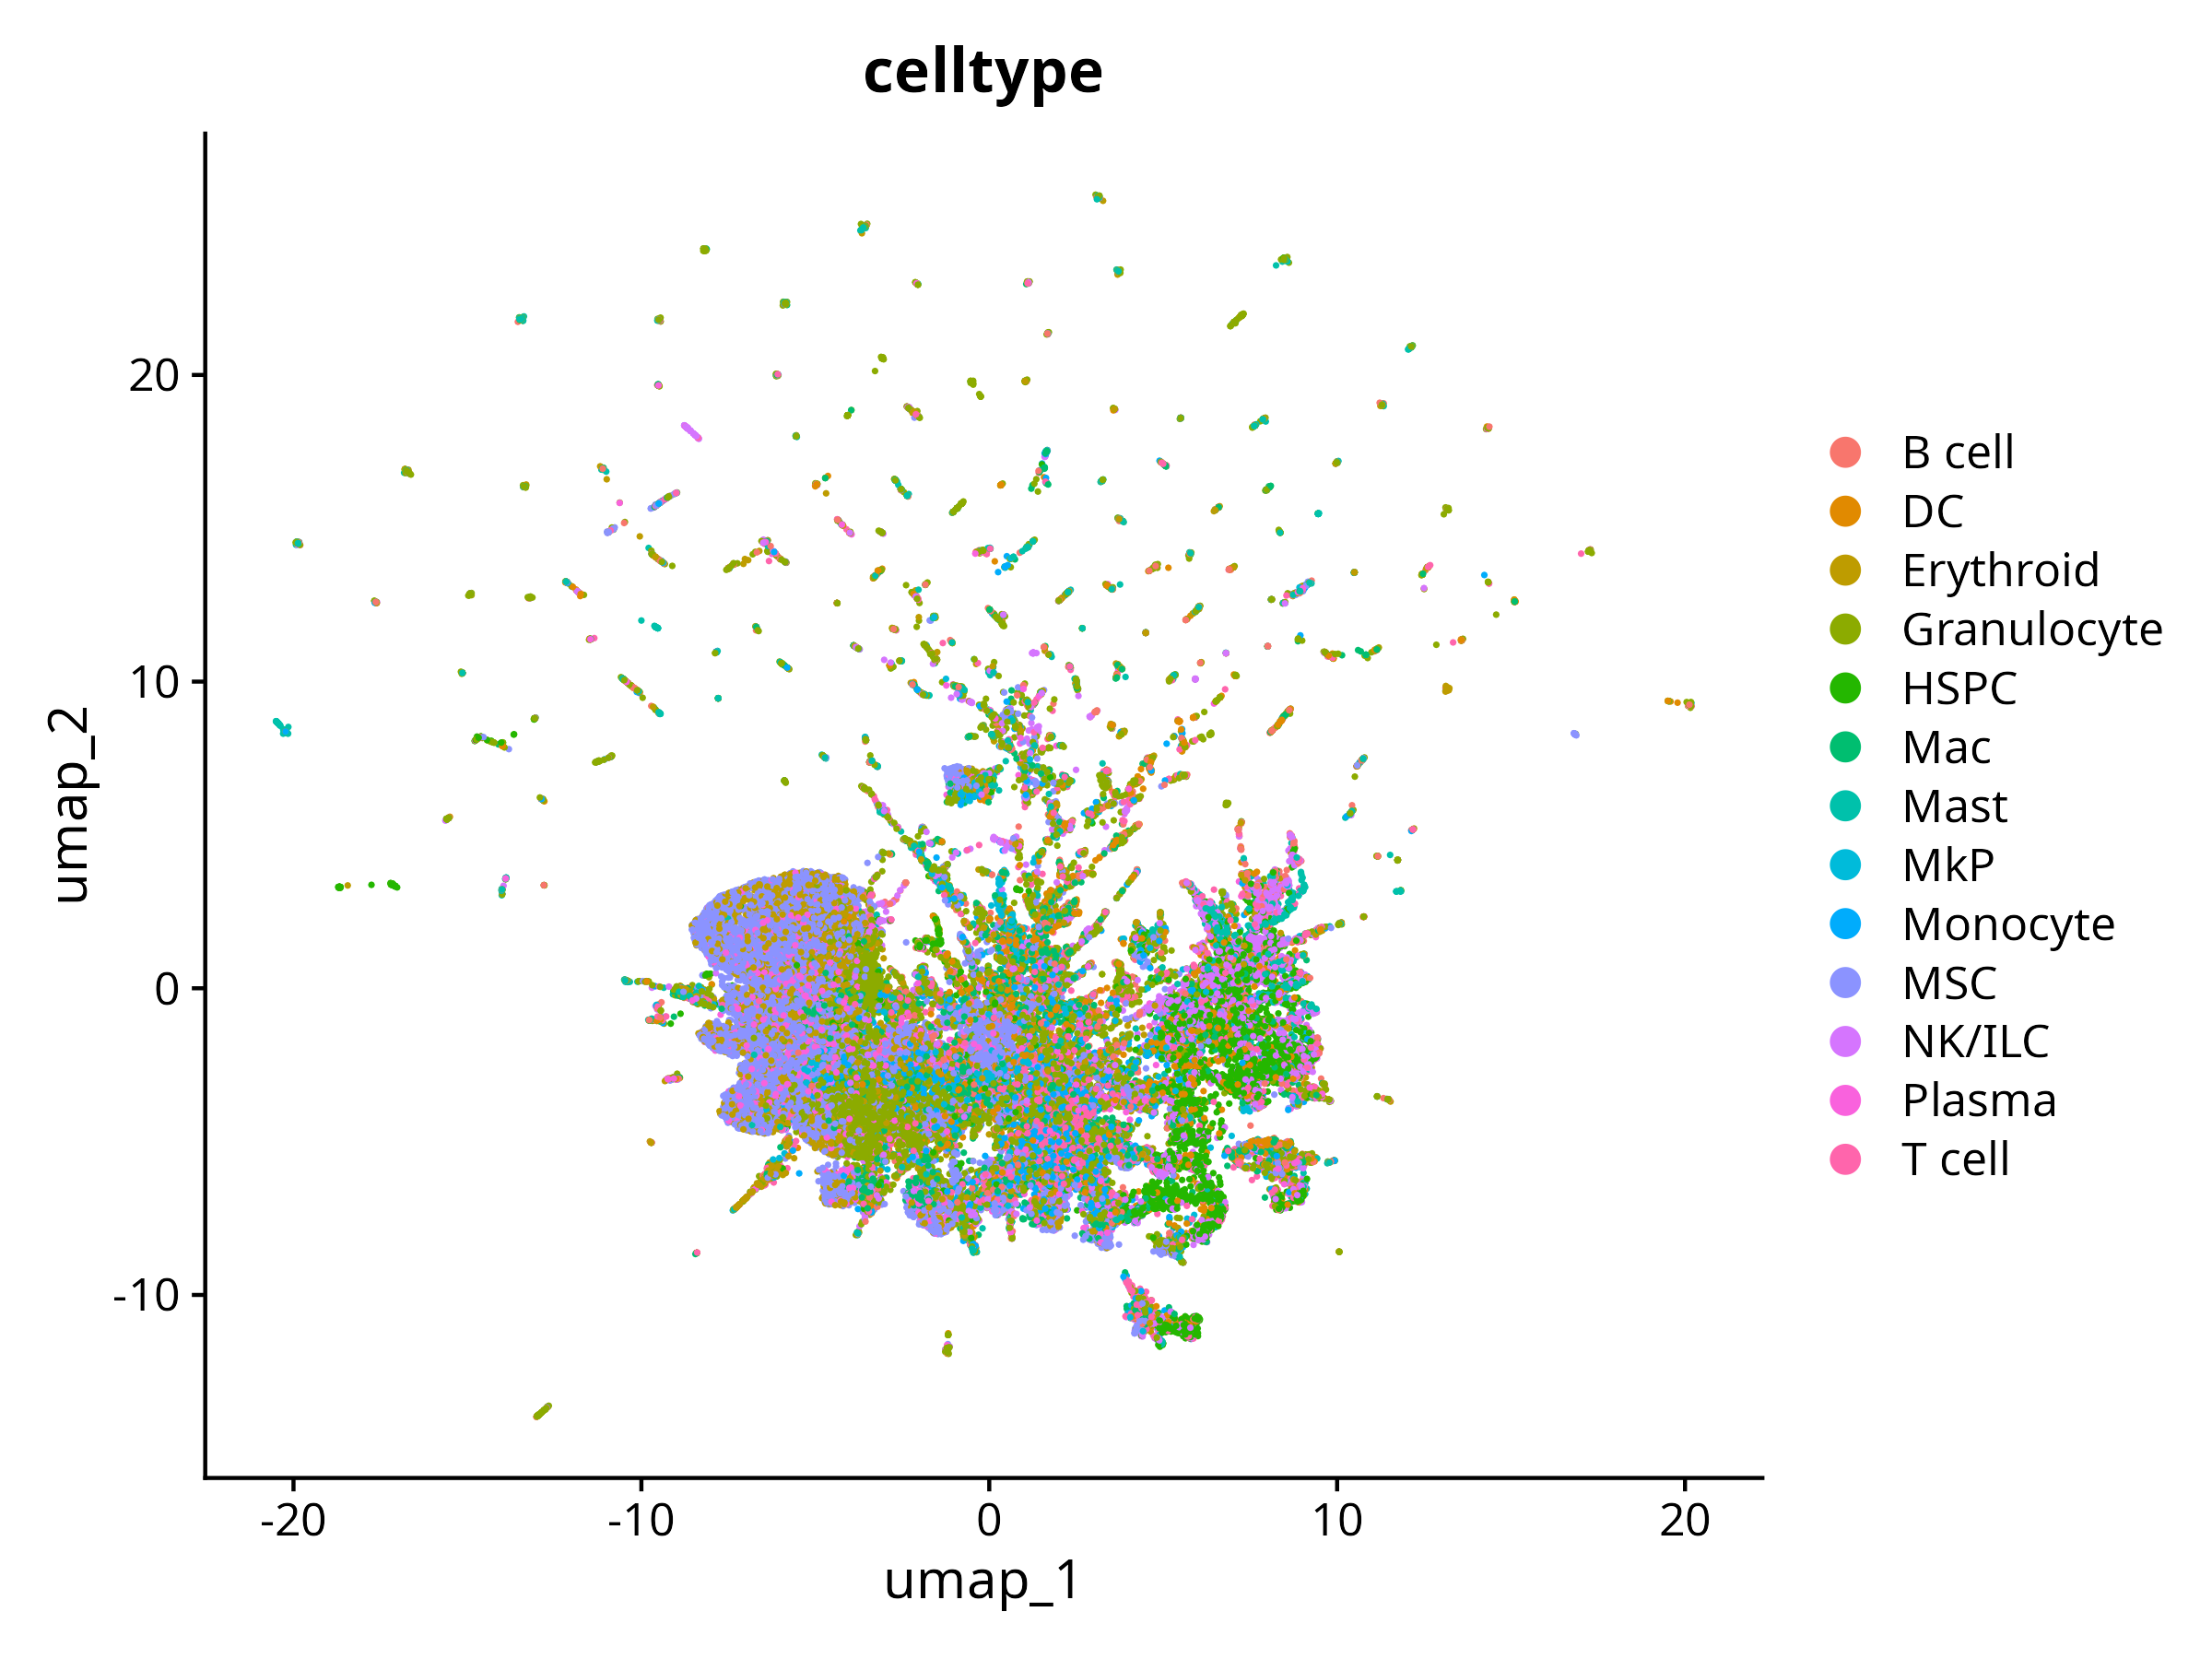 celltype
umap_2
20
10
0
-10
-20
-10
0
10
20
umap_1
B cell
DC
Erythroid
Granulocyte
HSPC
Mac
Mast
MkP
Monocyte
MSC
NK/ILC
Plasma
T cell